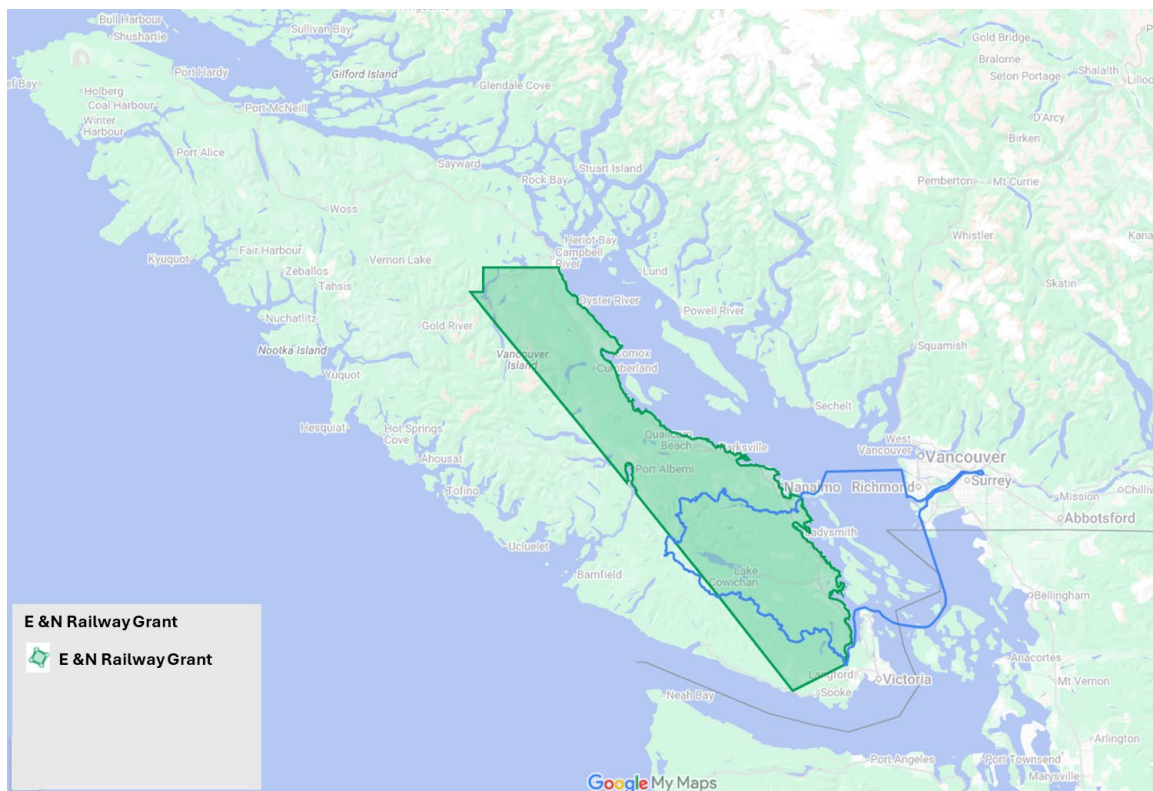 Bull Harbour
Shushartie
Sullivan Bay
Gold Bridge
Bralorne
Seton Portage
Shalalth
Port Hardy
Gilford Island
Glendale Cove
Holberg
Coal Harbour
Winter
Harbour
Port McNeill
D'Arcy
Birken
Port Alice
Sayward
Stuart Island
Rock Bay
Pemberton
Mt Currie
Woss
Whistler
Heriot Bay
Campbell
River
Fair Harbour
Vernon Lake
Kyuquot
Zeballos
Tahsis
Lund
Skatin
Oyster River
Powell River
Nuchatlitz
Gold River
Nootka Island
Vancouver
Island
Comox
Cumberland
Squamish
Yuquot
Sechelt
Hesquiat
Hot Springs
Cove
Qualicum
Beach
Parksville
West
Vancouver
Vancouver
Ahousat
Port Alberni
Nanaimo
Richmond
Surrey
Mission
Tofino
Abbotsford
Ladysmith
Ucluelet
Bamfield
Lake
Cowichan
Bellingham
E &N Railway Grant
E &N Railway Grant
Anacortes
Langford
Victoria
Mt Vernon
Neah Bay
Sooke
Arlington
Port Angeles
Port Townsend
Marysville
Google My Maps